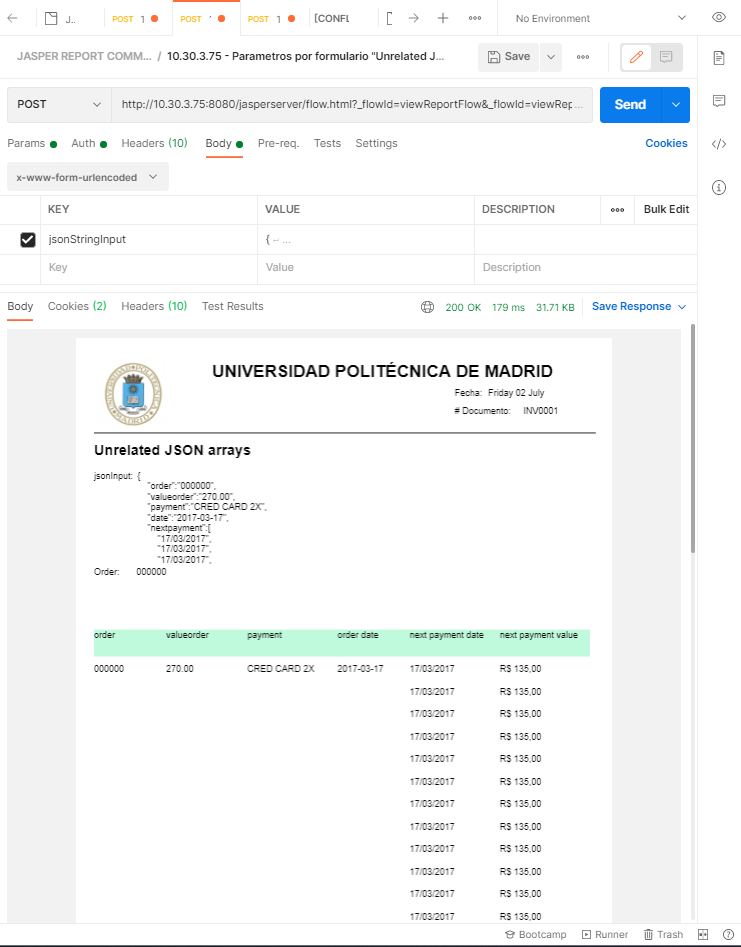 J..
POST 1
POST
POST 1
[CONFL
[
No Environment
JASPER REPORT COMM... / 10.30.3.75 - Parametros por formulario "Unrelated J...
Save
POST
http://10.30.3.75:8080/jasperserver/flow.html?_flowId=viewReportFlow&_flowId=viewRep...
Send
Params Auth Headers (10) Body Pre-req. Tests Settings Cookies
x-www-form-urlencoded
KEY VALUE DESCRIPTION Bulk Edit
jsonStringInput { ...
Key Value Description
Body Cookies (2) Headers (10) Test Results 200 OK 179 ms 31.71 KB Save Response
UNIVERSIDAD POLITÉCNICA DE MADRID
Fecha: Friday 02 July
# Documento: INV0001
Unrelated JSON arrays
jsonInput: {
"order":"000000",
"valueorder":"270.00",
"payment":"CRED CARD 2X",
"date":"2017-03-17",
"nextpayment":[
"17/03/2017",
"17/03/2017",
"17/03/2017",
Order: 000000
order valueorder payment order date next payment date next payment value
000000 270.00 CRED CARD 2X 2017-03-17 17/03/2017 R$ 135,00
17/03/2017 R$ 135,00
17/03/2017 R$ 135,00
17/03/2017 R$ 135,00
17/03/2017 R$ 135,00
17/03/2017 R$ 135,00
17/03/2017 R$ 135,00
17/03/2017 R$ 135,00
17/03/2017 R$ 135,00
17/03/2017 R$ 135,00
17/03/2017 R$ 135,00
17/03/2017 R$ 135,00
Bootcamp Runner Trash